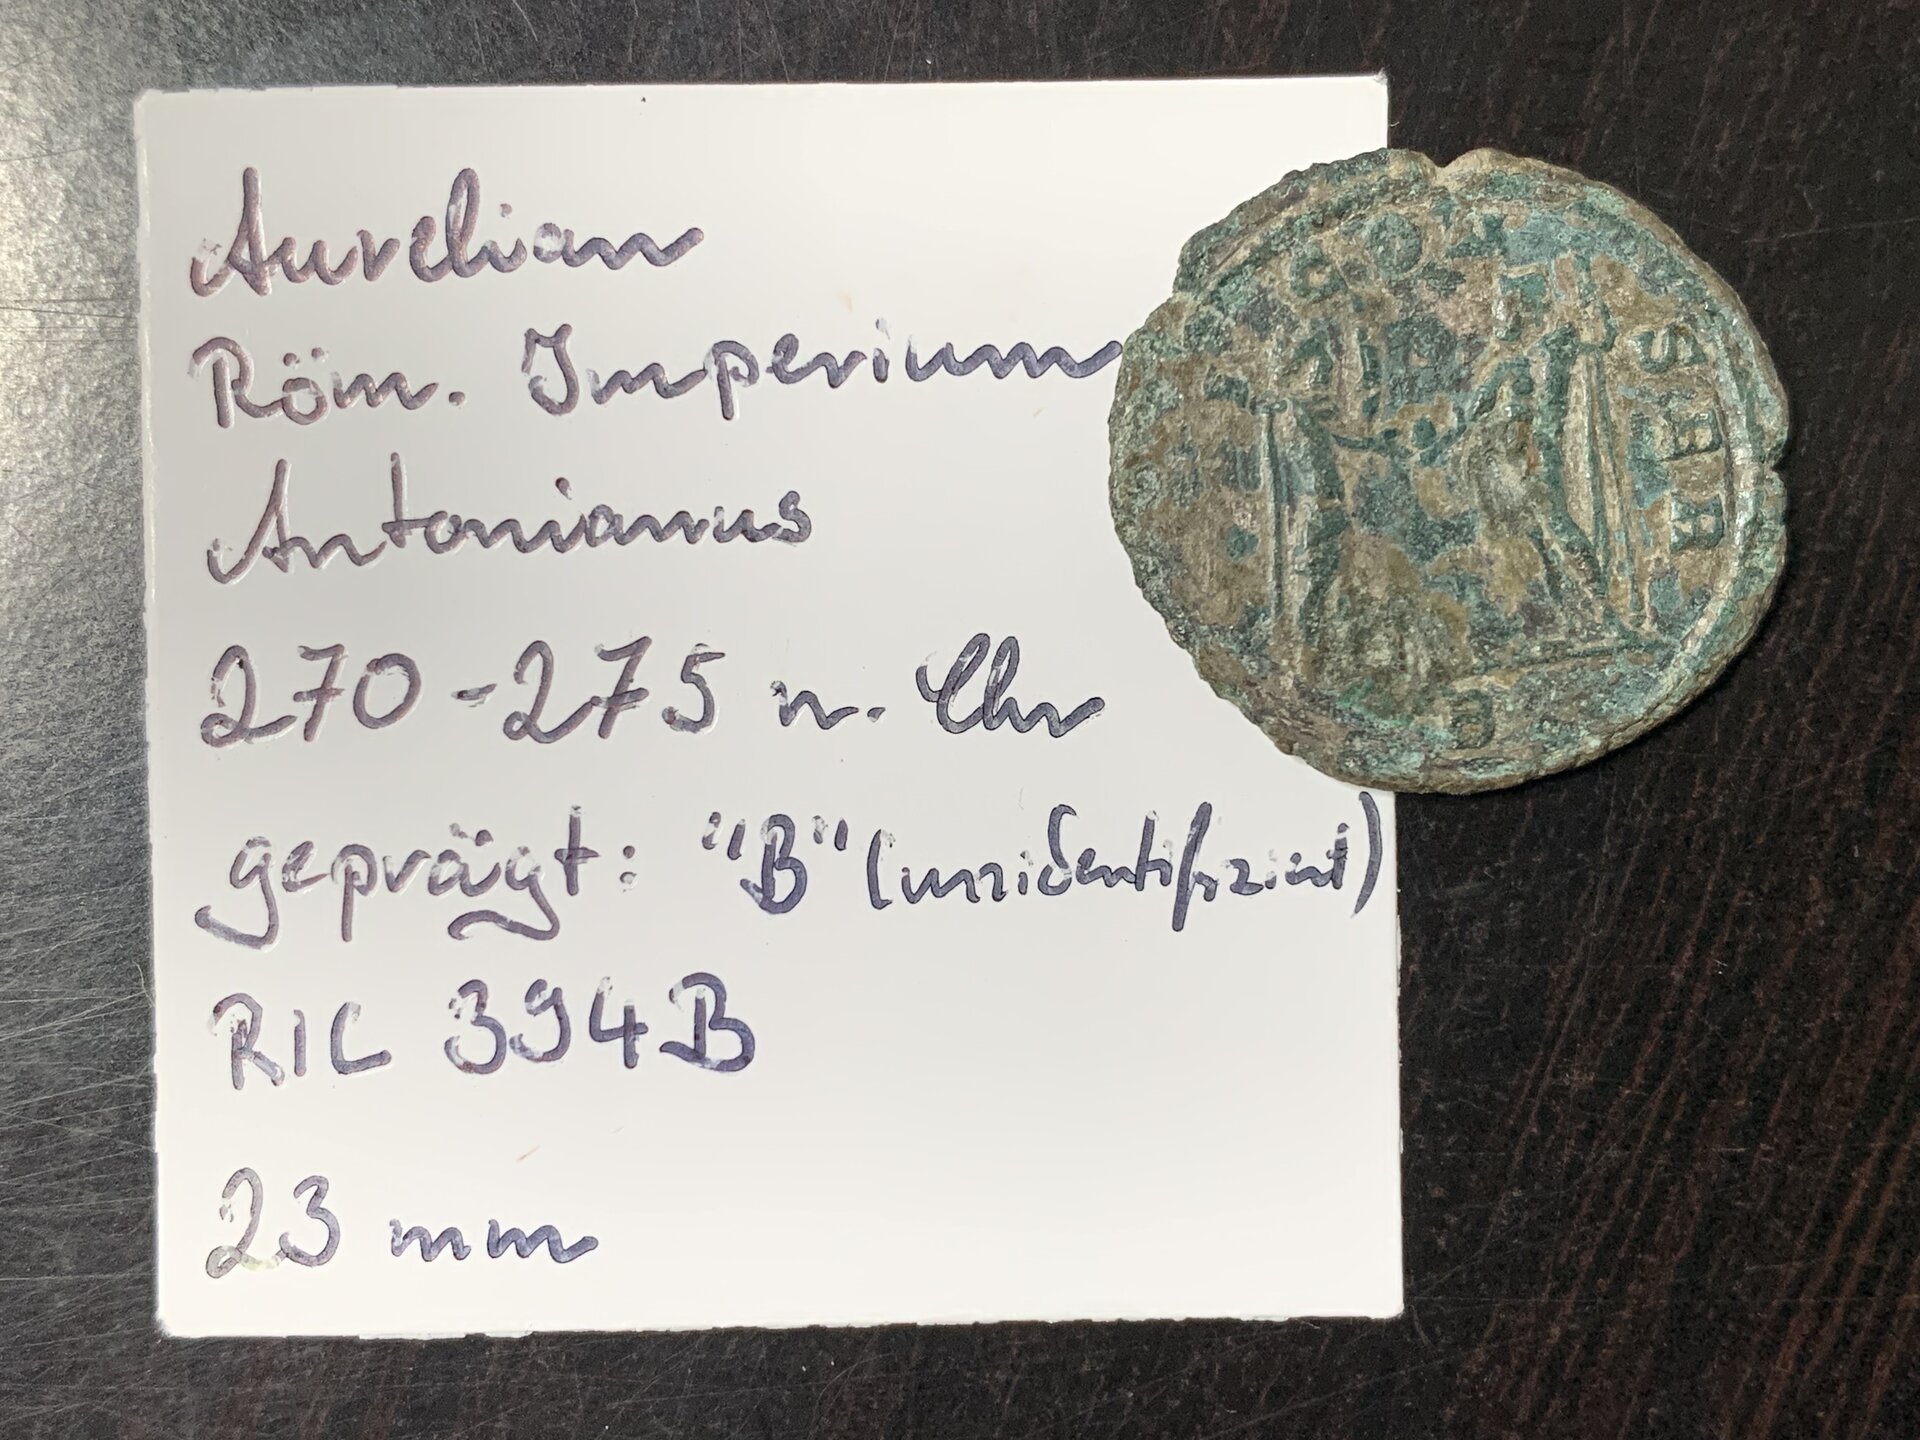 Aurelian
Röm. Imperium
Antonianus
270-275 n. Chr
geprägt: "B" (unidentifiziert)
RIC 394B
23 mm
B